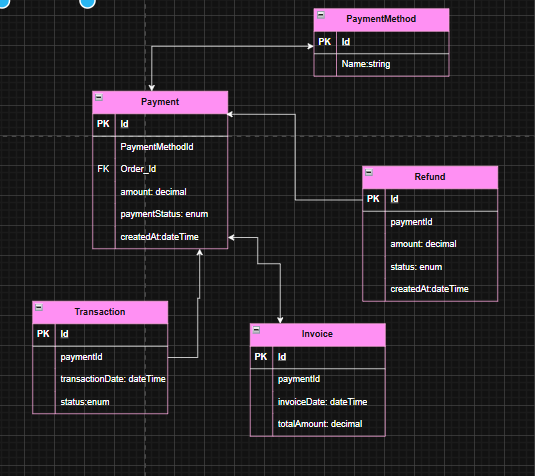 PaymentMethod
PK Id
Name:string
Payment
PK Id
PaymentMethodId
FK Order_Id
amount: decimal
paymentStatus: enum
createdAt:dateTime
Refund
PK Id
paymentId
amount: decimal
status: enum
createdAt:dateTime
Transaction
PK Id
paymentId
transactionDate: dateTime
status:enum
Invoice
PK Id
paymentId
invoiceDate: dateTime
totalAmount: decimal